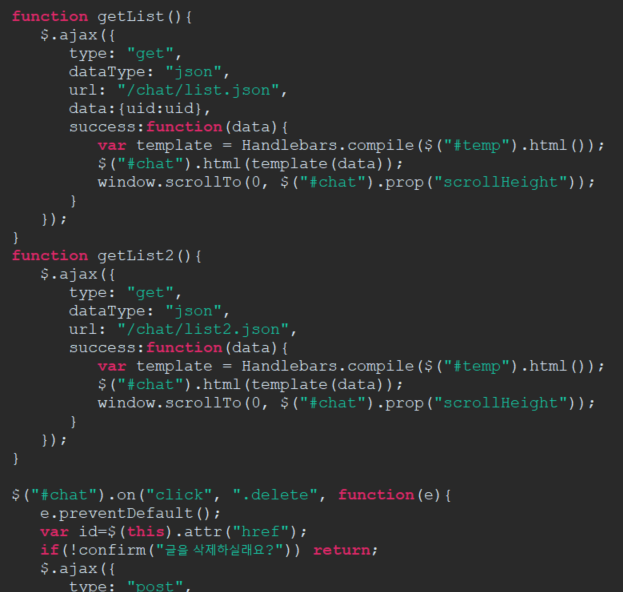 function getList(){
   $.ajax({
      type: "get",
      dataType: "json",
      url: "/chat/list.json",
      data:{uid:uid},
      success:function(data){
         var template = Handlebars.compile($("#temp").html());
         $("#chat").html(template(data));
         window.scrollTo(0, $("#chat").prop("scrollHeight"));
      }
   });
}
function getList2(){
   $.ajax({
      type: "get",
      dataType: "json",
      url: "/chat/list2.json",
      success:function(data){
         var template = Handlebars.compile($("#temp").html());
         $("#chat").html(template(data));
         window.scrollTo(0, $("#chat").prop("scrollHeight"));
      }
   });
}
$("#chat").on("click", ".delete", function(e){
   e.preventDefault();
   var id=$(this).attr("href");
   if(!confirm("글을 삭제하실래요?")) return;
   $.ajax({
      type: "post",